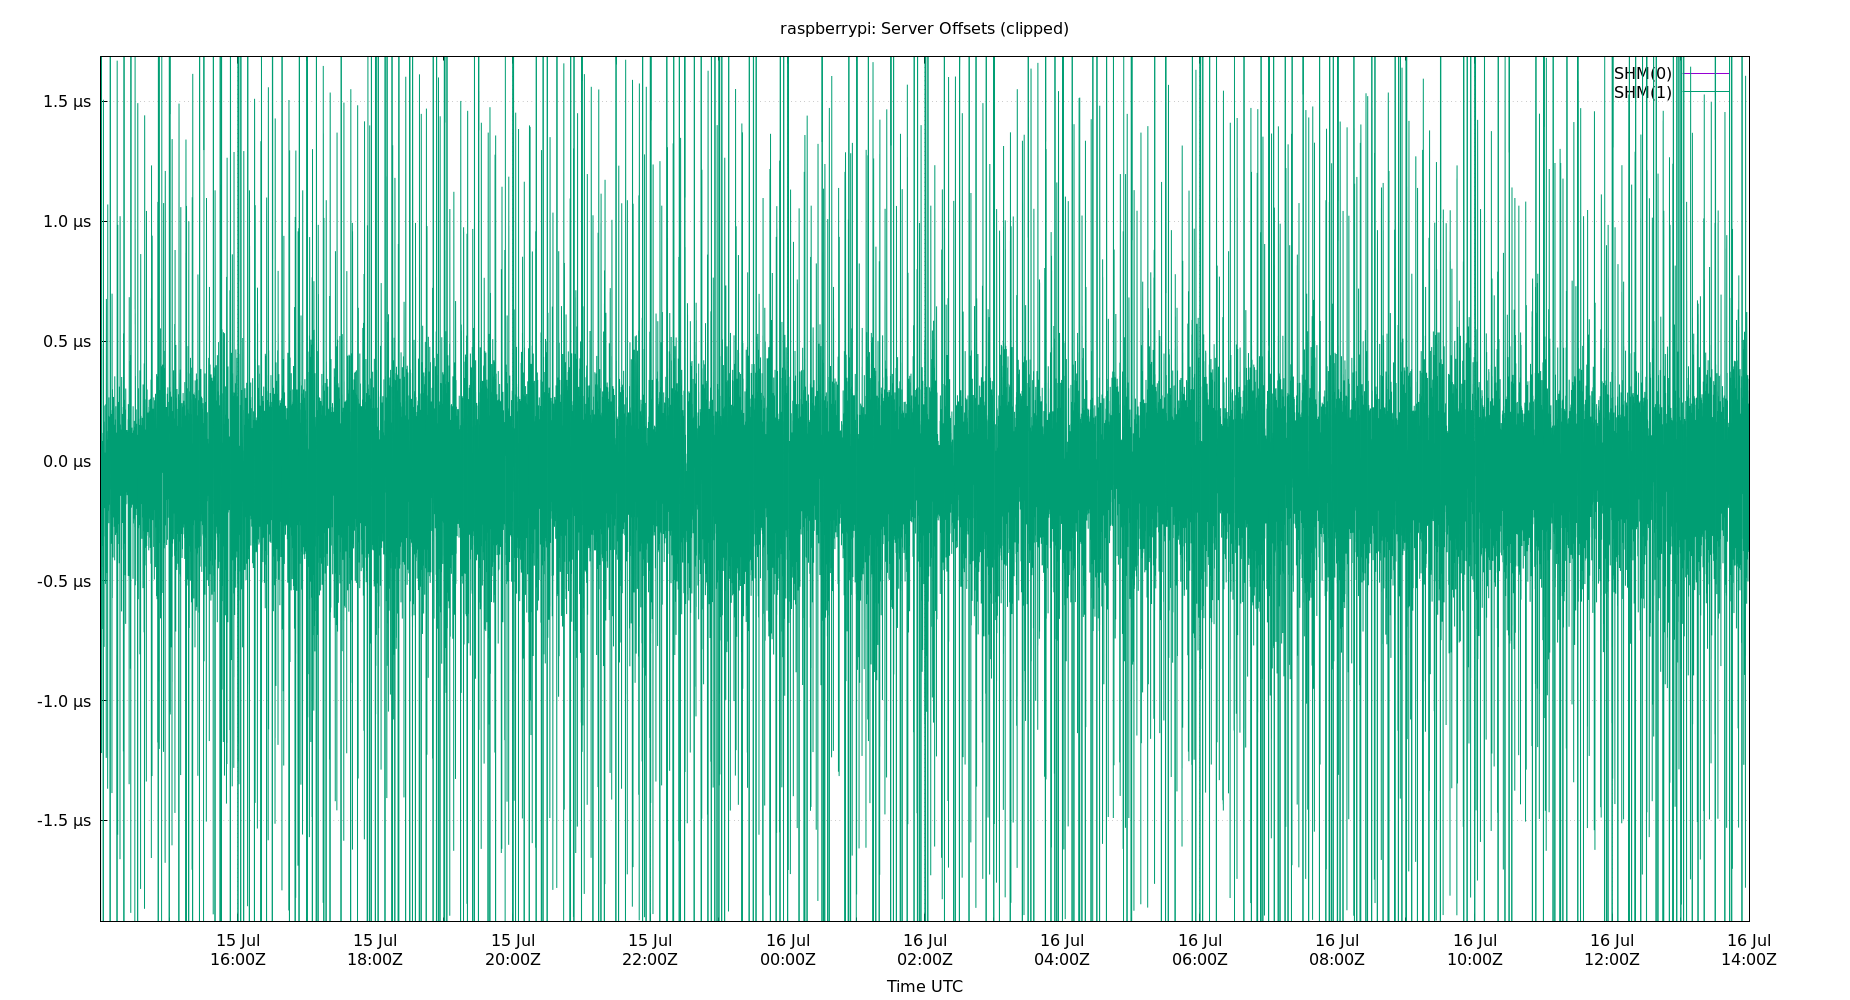 raspberrypi: Server Offsets (clipped)
SHM(0)
SHM(1)
1.5 µs
1.0 µs
0.5 µs
0.0 µs
-0.5 µs
-1.0 µs
-1.5 µs
15 Jul 15 Jul 15 Jul 15 Jul 16 Jul 16 Jul 16 Jul 16 Jul 16 Jul 16 Jul 16 Jul 16 Jul
16:00Z 18:00Z 20:00Z 22:00Z 00:00Z 02:00Z 04:00Z 06:00Z 08:00Z 10:00Z 12:00Z 14:00Z
Time UTC